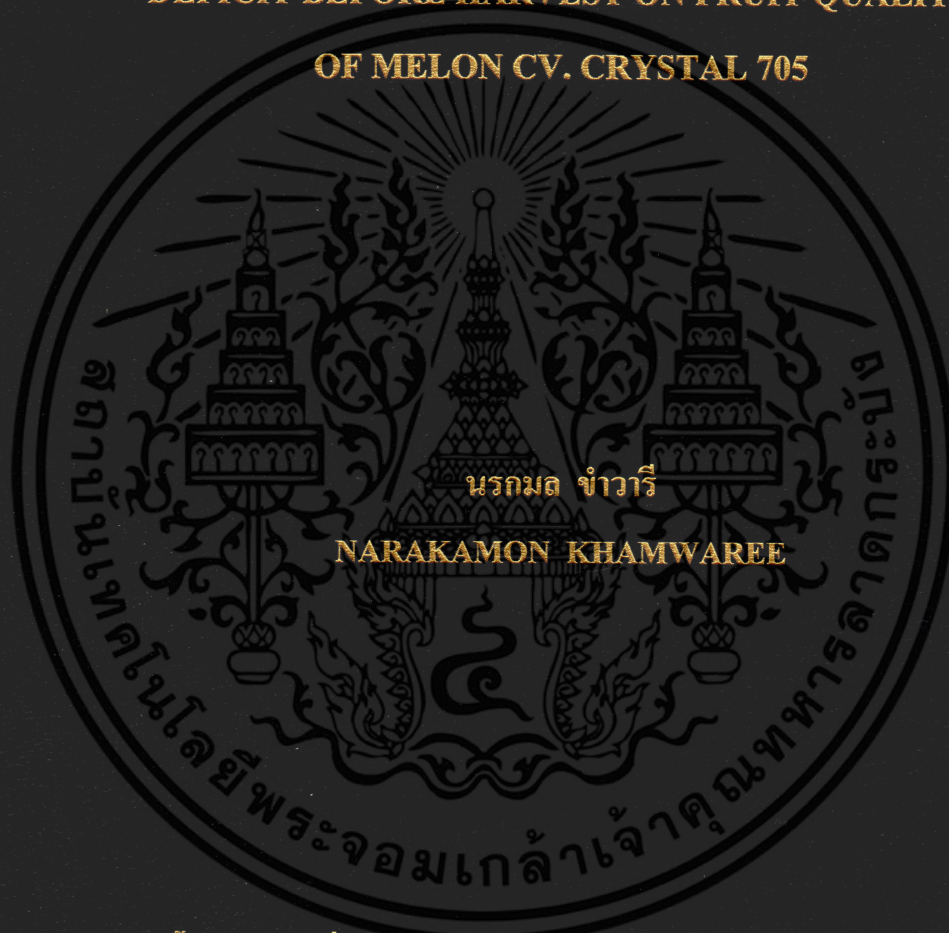 OF MELON CV. CRYSTAL 705
นรกมล ขำวารี
NARAKAMON KHAMWAREE
๔
สถาบันเทคโนโลยีพระจอมเกล้าเจ้าคุณทหารลาดกระบัง